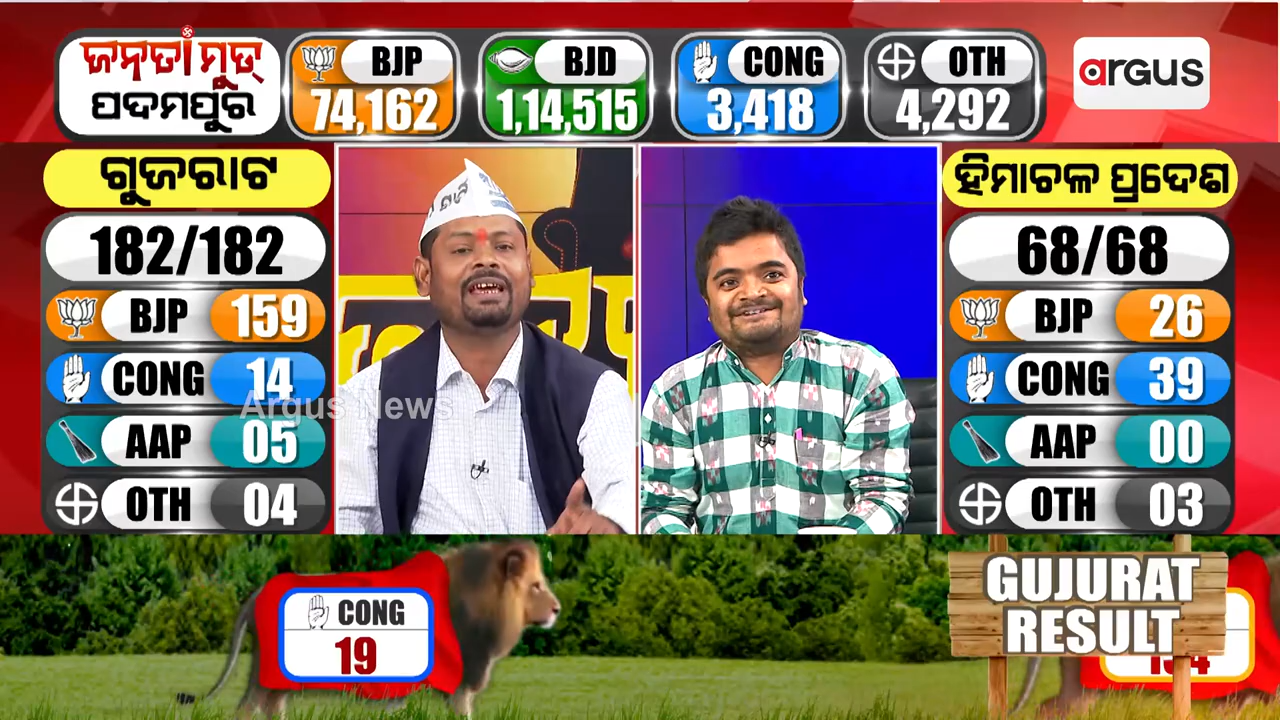 ଜନତା ମୁଡ୍
ପଦମପୁର
BJP
74,162
BJD
1,14,515
CONG
3,418
OTH
4,292
argus
ଗୁଜରାଟ
182/182
BJP 159
CONG 14
AAP 05
OTH 04
Argus News
ହିମାଚଳ ପ୍ରଦେଶ
68/68
BJP 26
CONG 39
AAP 00
OTH 03
CONG
19
GUJURAT
RESULT